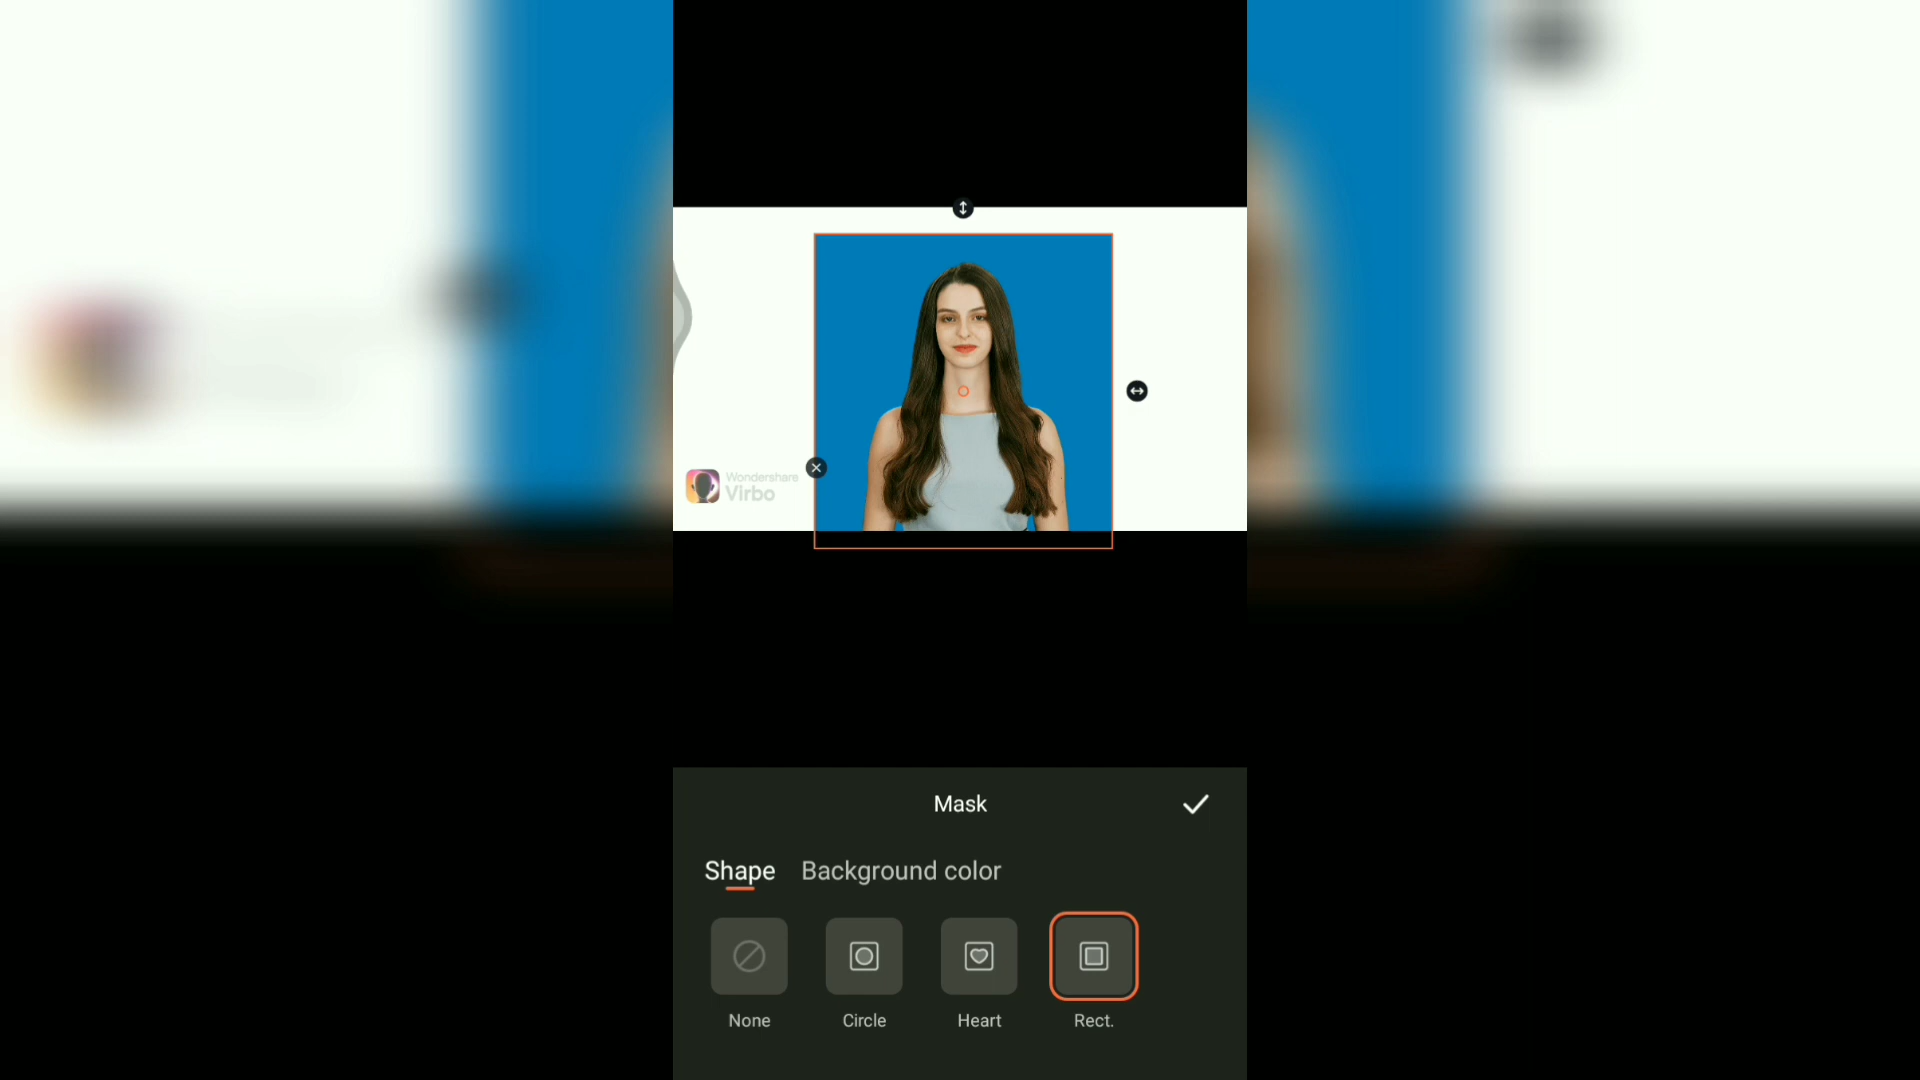 Wondershare
Virbo
Mask
Shape
Background color
None
Circle
Heart
Rect.